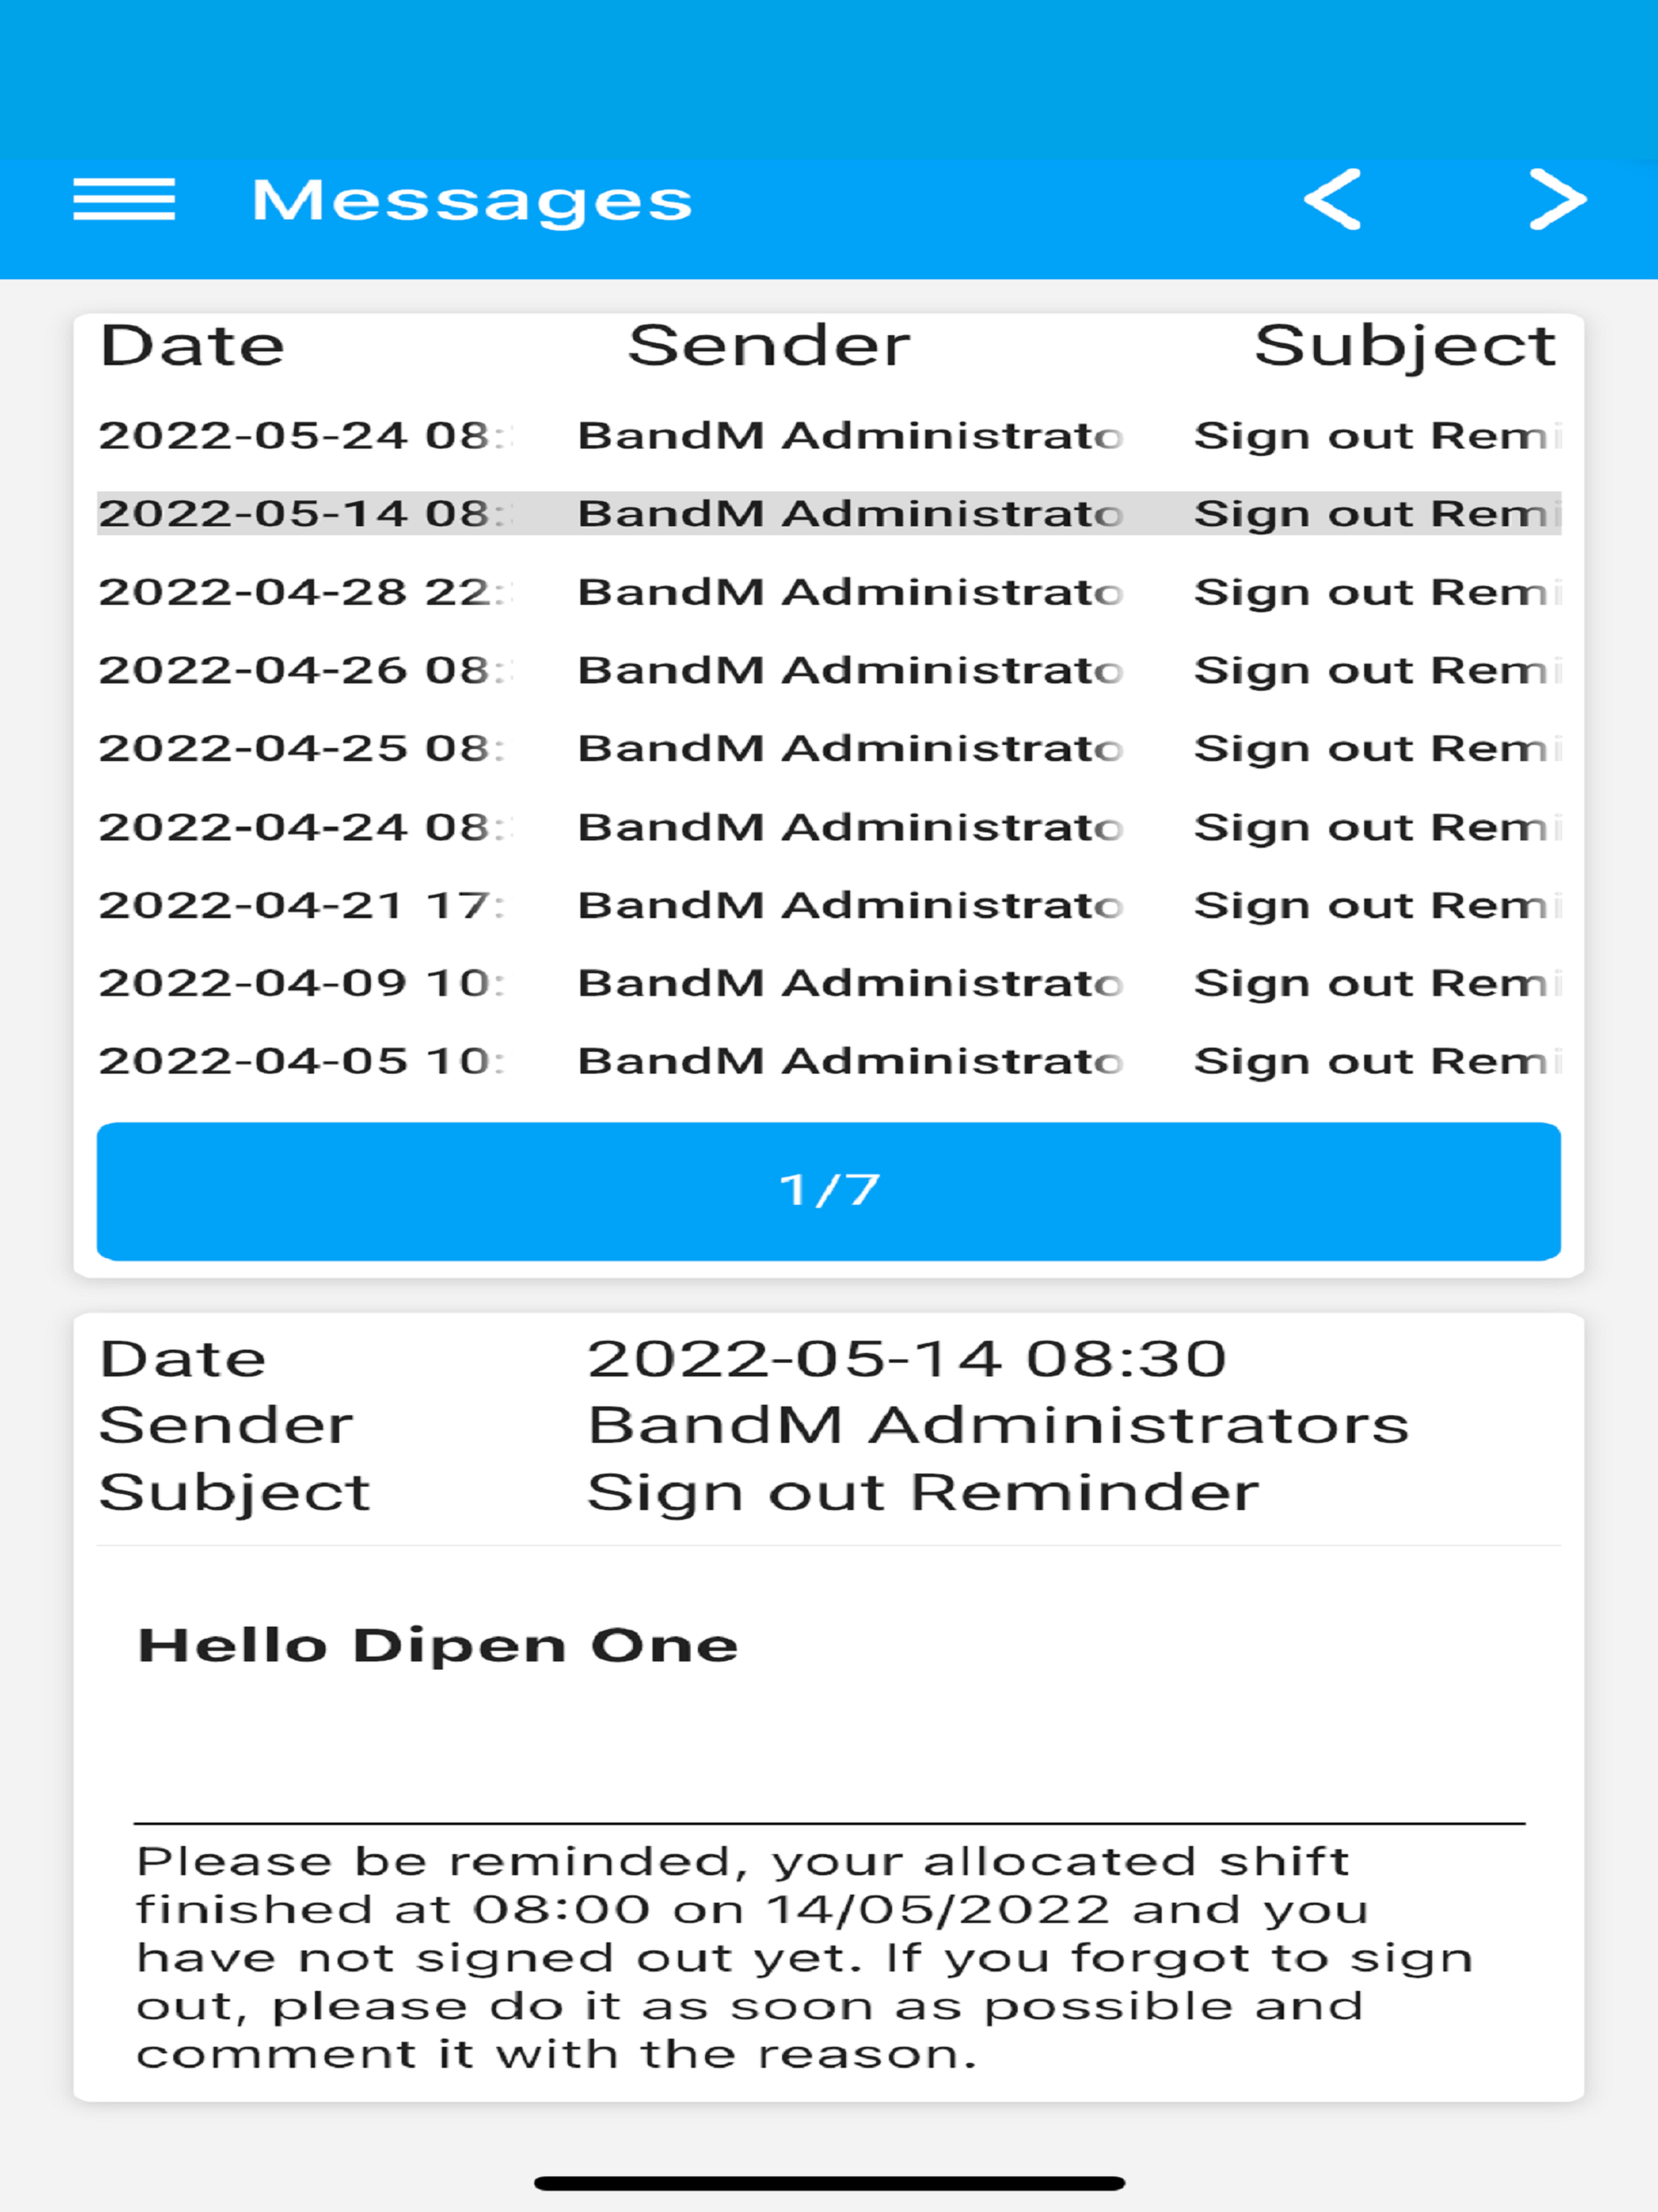 Messages < >
Date Sender Subject
2022-05-24 08: BandM Administrato Sign out Remi
2022-05-14 08: BandM Administrato Sign out Remi
2022-04-28 22: BandM Administrato Sign out Remi
2022-04-26 08: BandM Administrato Sign out Remi
2022-04-25 08: BandM Administrato Sign out Remi
2022-04-24 08: BandM Administrato Sign out Remi
2022-04-21 17: BandM Administrato Sign out Remi
2022-04-09 10: BandM Administrato Sign out Remi
2022-04-05 10: BandM Administrato Sign out Remi
1/7
Date 2022-05-14 08:30
Sender BandM Administrators
Subject Sign out Reminder
Hello Dipen One
Please be reminded, your allocated shift
finished at 08:00 on 14/05/2022 and you
have not signed out yet. If you forgot to sign
out, please do it as soon as possible and
comment it with the reason.